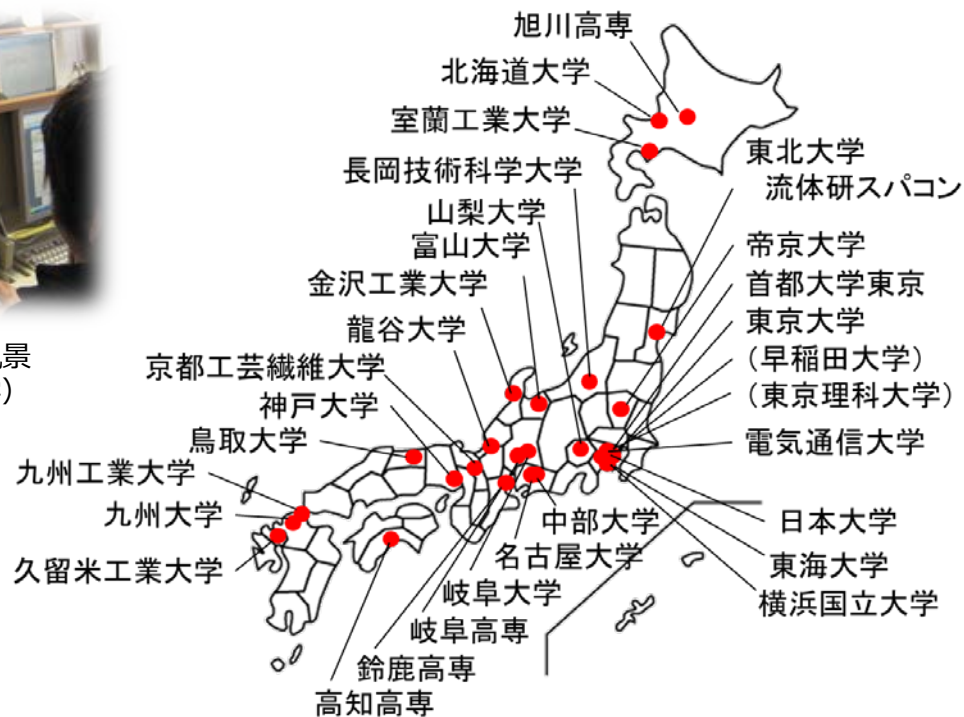 旭川高専
北海道大学
室蘭工業大学
長岡技術科学大学
山梨大学
富山大学
金沢工業大学
龍谷大学
京都工芸繊維大学
神戸大学
鳥取大学
九州工業大学
九州大学
久留米工業大学
東北大学
流体研スパコン
帝京大学
首都大学東京
東京大学
（早稲田大学）
（東京理科大学）
電気通信大学
日本大学
東海大学
横浜国立大学
中部大学
名古屋大学
岐阜大学
岐阜高専
鈴鹿高専
高知高専
景
）